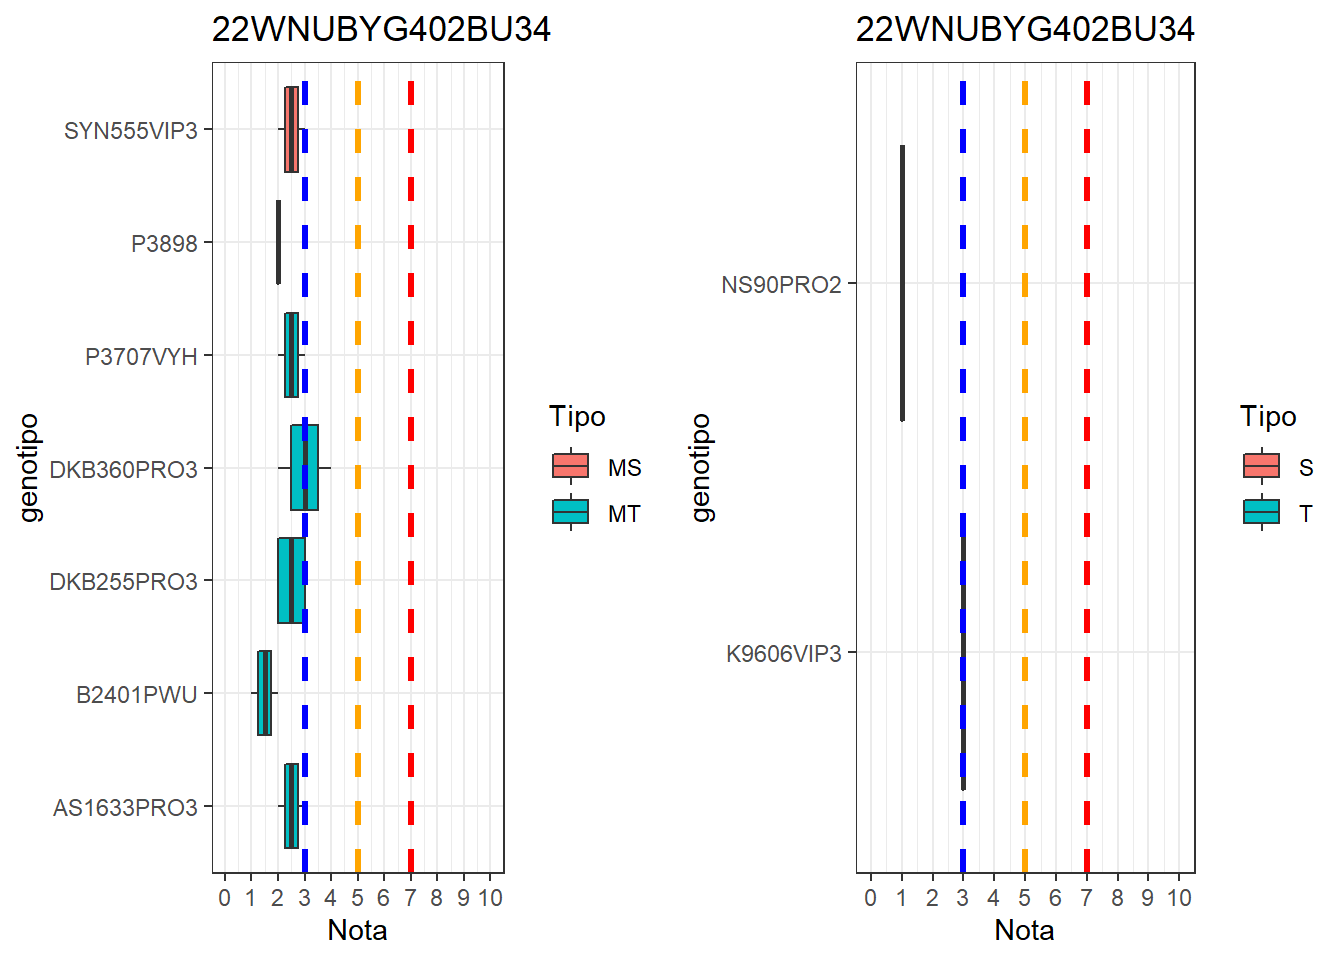 22WNUBYG402BU34
genotipo
SYN555VIP3
P3898
P3707VYH
DKB360PRO3
DKB255PRO3
B2401PWU
AS1633PRO3
0 1 2 3 4 5 6 7 8 9 10
Nota
Tipo
MS
MT
22WNUBYG402BU34
genotipo
NS90PRO2
K9606VIP3
0 1 2 3 4 5 6 7 8 9 10
Nota
Tipo
S
T